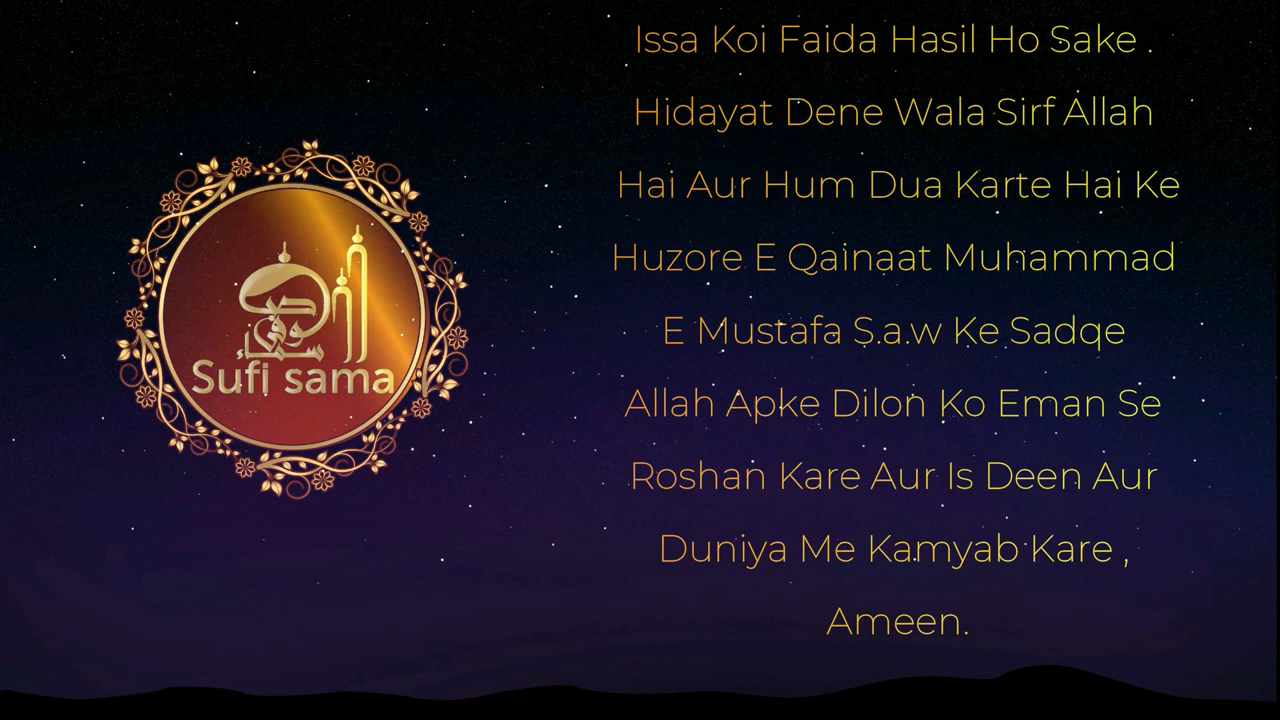 صوفی
سماء
Sufi sama
Issa Koi Faida Hasil Ho Sake .
Hidayat Dene Wala Sirf Allah
Hai Aur Hum Dua Karte Hai Ke
Huzore E Qainaat Muhammad
E Mustafa S.a.w Ke Sadqe
Allah Apke Dilon Ko Eman Se
Roshan Kare Aur Is Deen Aur
Duniya Me Kamyab Kare ,
Ameen.